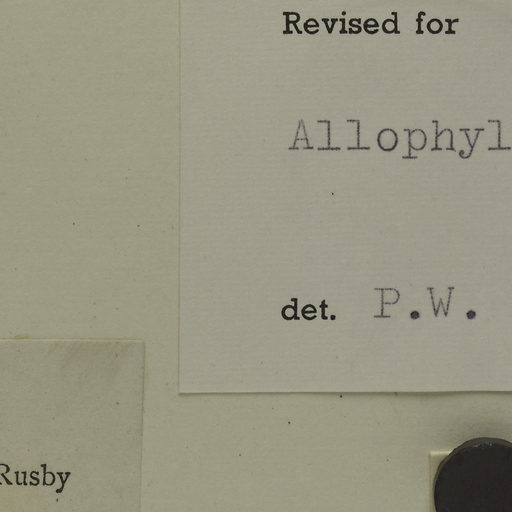 Revised for
Allophyl
det. P.W.
Rusby